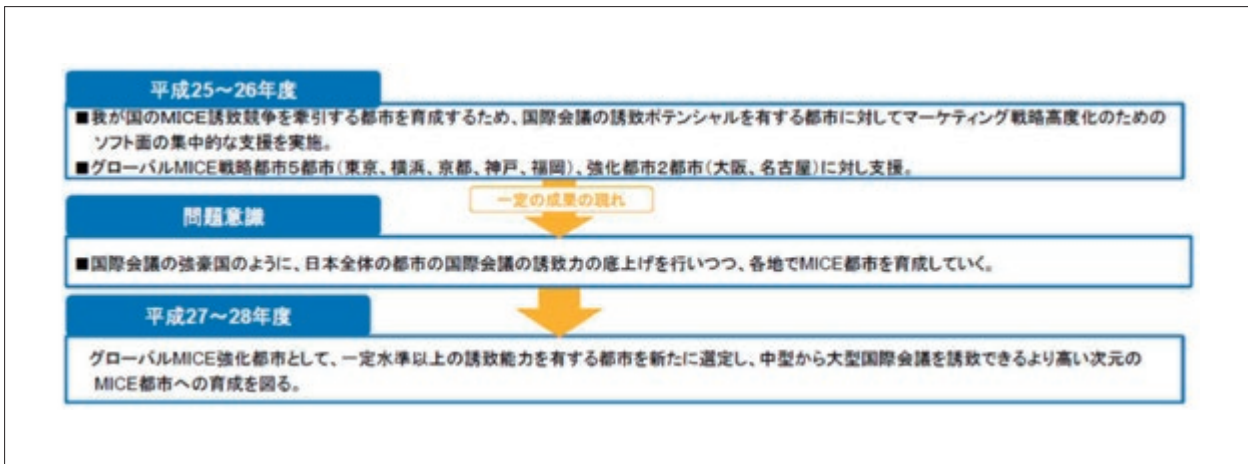 平成25～26年度
■我が国のMICE誘致競争を牽引する都市を育成するため、国際会議の誘致ポテンシャルを有する都市に対してマーケティング戦略高度化のための
ソフト面の集中的な支援を実施。
■グローバルMICE戦略都市5都市（東京、横浜、京都、神戸、福岡）、強化都市2都市（大阪、名古屋）に対し支援。
一定の成果の現れ
問題意識
■国際会議の強豪国のように、日本全体の都市の国際会議の誘致力の底上げを行いつつ、各地でMICE都市を育成していく。
平成27～28年度
グローバルMICE強化都市として、一定水準以上の誘致能力を有する都市を新たに選定し、中型から大型国際会議を誘致できるより高い次元の
MICE都市への育成を図る。